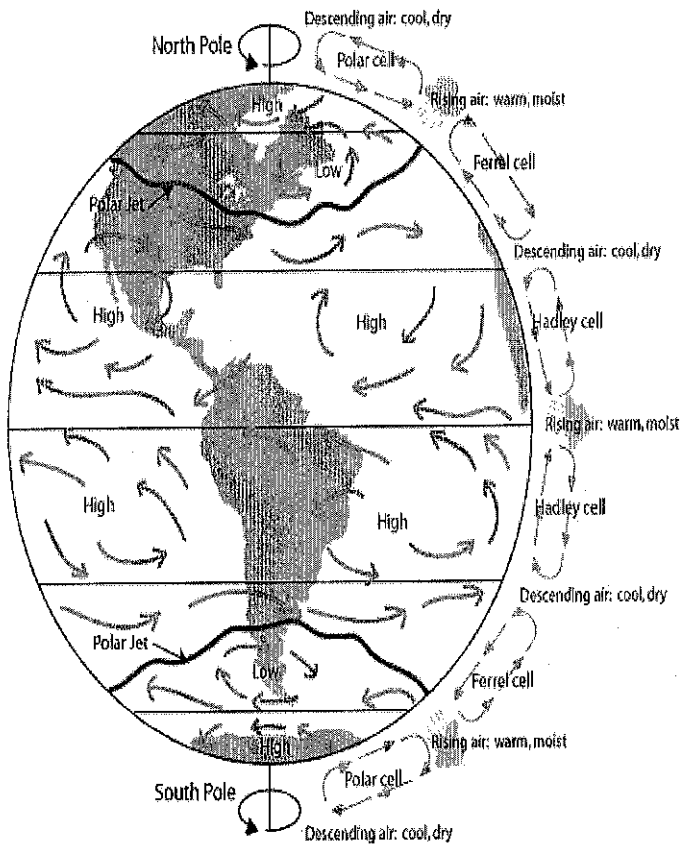 Descending air: cool, dry
North Pole
Polar cell
High
Rising air: warm, moist
Low
Ferrel cell
Polar Jet
Descending air: cool, dry
High
High
Hadley cell
Rising air: warm, moist
High
High
Hadley cell
Descending air: cool, dry
Polar Jet
Low
Ferrel cell
High
Rising air: warm, moist
Polar cell
South Pole
Descending air: cool, dry